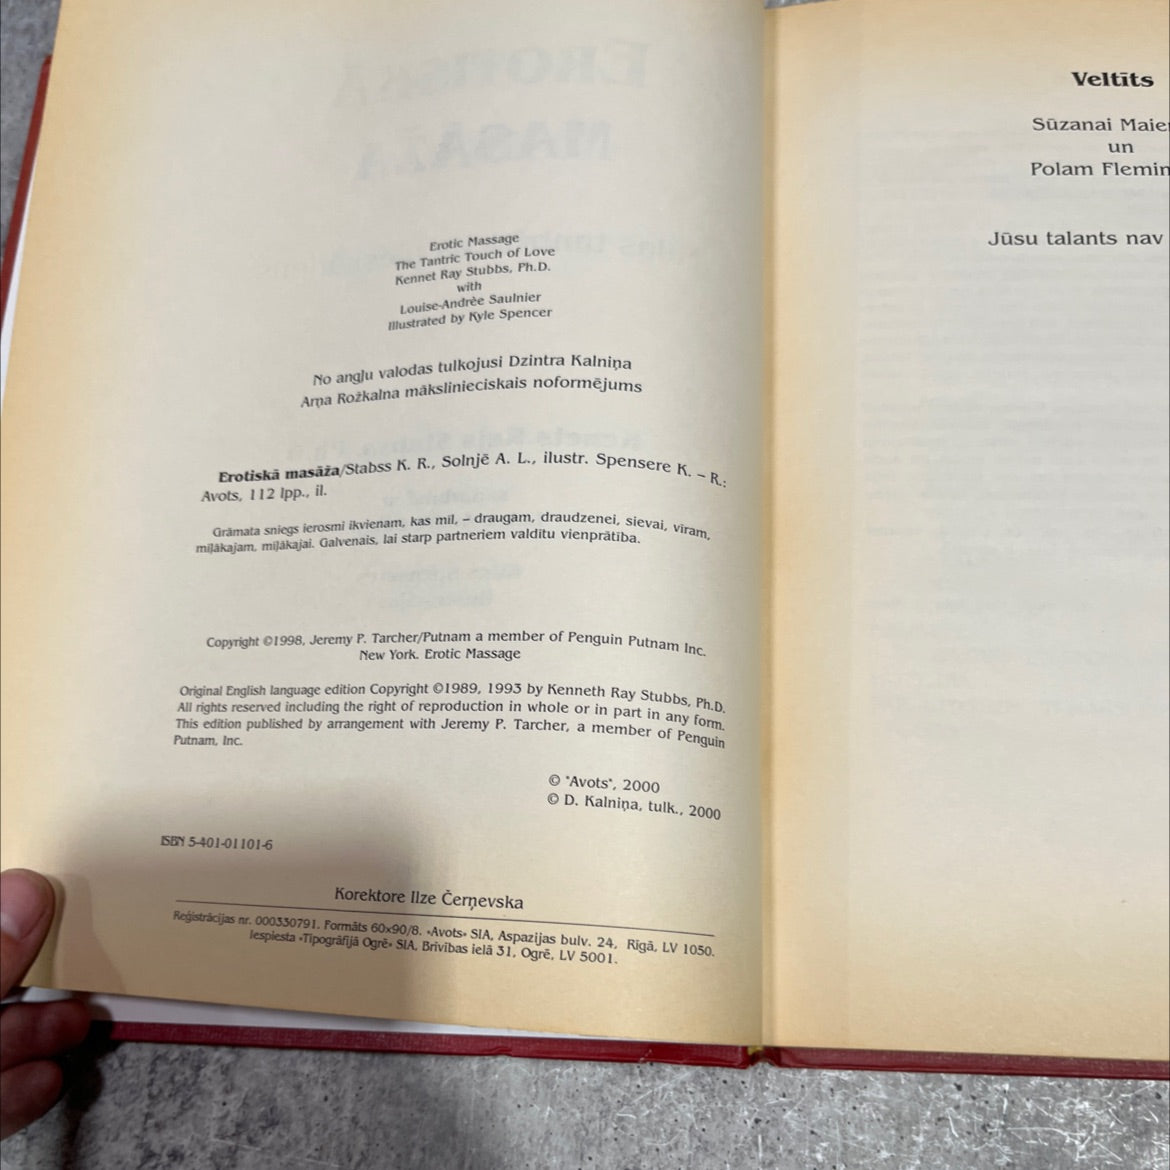 Erotic Massage
The Tantric Touch of Love
Kennet Ray Stubbs, Ph.D.
with
Louise-Andrèe Saulnier
Illustrated by Kyle Spencer
No angļu valodas tulkojusi Dzintra Kalniņa
Arņa Rožkalna mākslinieciskais noformējums
Erotiskā masāža/Stabss K. R., Solnjē A. L., ilustr. Spensere K. – R.:
Avots, 112 lpp., il.
Grāmata sniegs ierosmi ikvienam, kas mīl, – draugam, draudzenei, sievai, vīram,
mīļākajam, mīļākajai. Galvenais, lai starp partneriem valdītu vienprātība.
Copyright ©1998, Jeremy P. Tarcher/Putnam a member of Penguin Putnam Inc.
New York. Erotic Massage
Original English language edition Copyright ©1989, 1993 by Kenneth Ray Stubbs, Ph.D.
All rights reserved including the right of reproduction in whole or in part in any form.
This edition published by arrangement with Jeremy P. Tarcher, a member of Penguin
Putnam, Inc.
© "Avots", 2000
© D. Kalniņa, tulk., 2000
ISBN 5-401-01101-6
Korektore Ilze Čerņevska
Reģistrācijas nr. 000330791. Formāts 60x90/8. «Avots» SIA, Aspazijas bulv. 24, Rīgā, LV 1050.
Iespiesta «Tipogrāfijā Ogrē» SIA, Brīvības ielā 31, Ogrē, LV 5001.
Veltīts
Sūzanai Maie
un
Polam Flemin
Jūsu talants nav